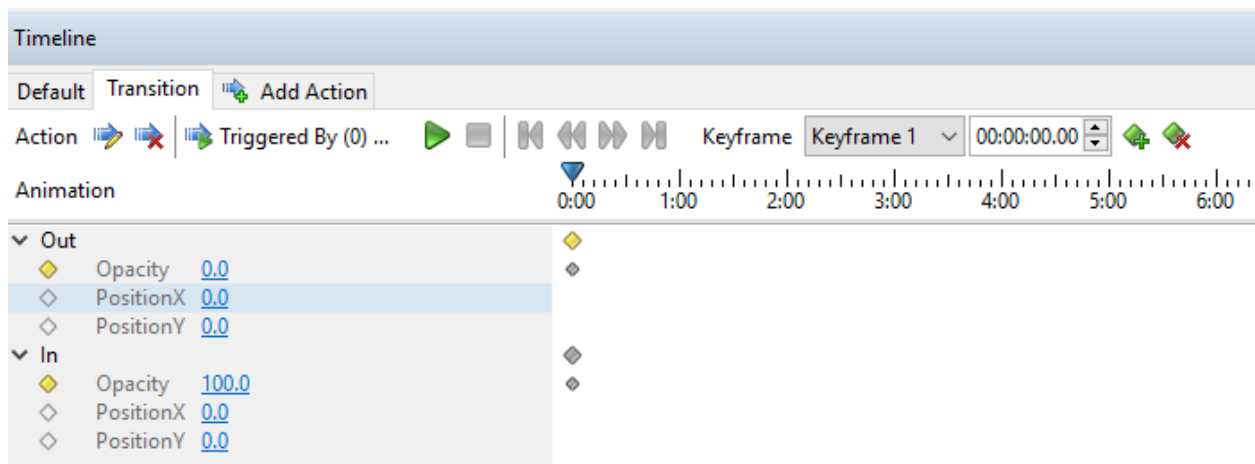 Timeline
Default Transition Add Action
Action Triggered By (0) ... Keyframe Keyframe 1 00:00:00.00
Animation 0:00 1:00 2:00 3:00 4:00 5:00 6:00
Out
Opacity 0.0
PositionX 0.0
PositionY 0.0
In
Opacity 100.0
PositionX 0.0
PositionY 0.0